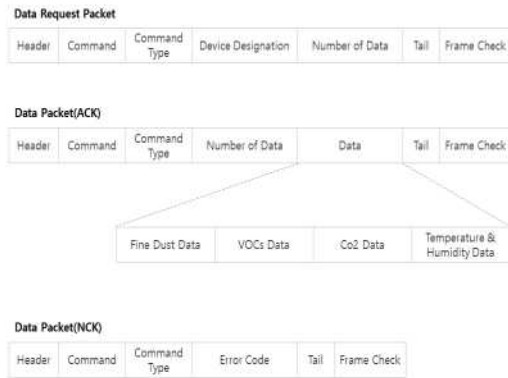 Data Request Packet
Header Command Command Type Device Designation Number of Data Tail Frame Check
Data Packet(ACK)
Header Command Command Type Number of Data Data Tail Frame Check
Fine Dust Data VOCs Data Co2 Data Temperature & Humidity Data
Data Packet(NCK)
Header Command Command Type Error Code Tail Frame Check